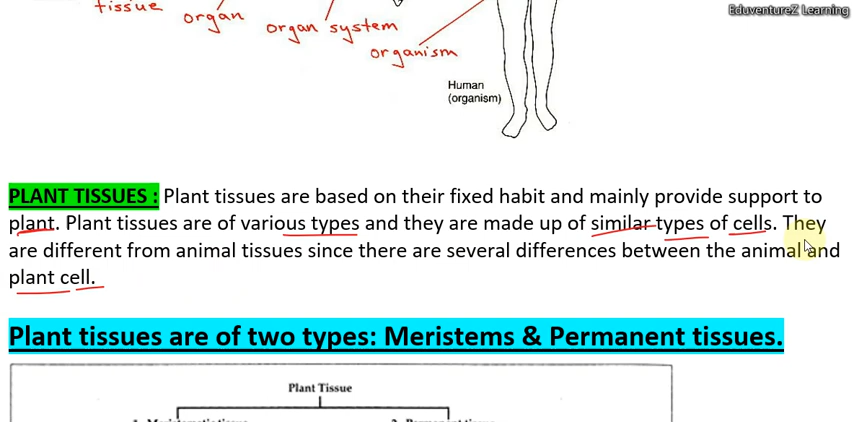 EduventureZ Learning
tissue
organ
organ system
organism
Human
(organism)
PLANT TISSUES : Plant tissues are based on their fixed habit and mainly provide support to
plant. Plant tissues are of various types and they are made up of similar types of cells. They
are different from animal tissues since there are several differences between the animal and
plant cell.
Plant tissues are of two types: Meristems & Permanent tissues.
Plant Tissue